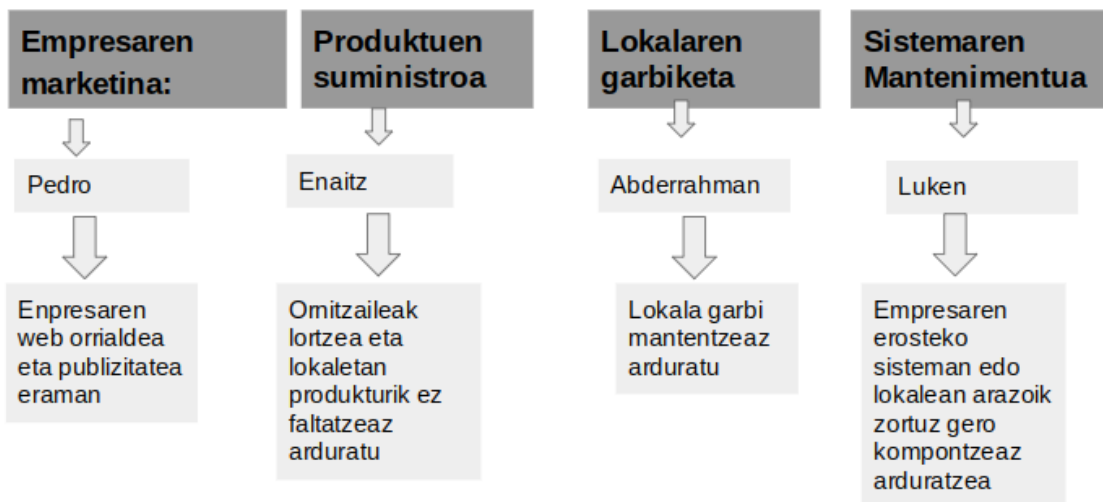 Empresaren
marketina:
Produktuen
suministroa
Lokalaren
garbiketa
Sistemaren
Mantenimentua
Pedro
Enaitz
Abderrahman
Luken
Enpresaren
web orrialdea
eta publizitatea
eraman
Ornitzaileak
lortzea eta
lokaletan
produkturik ez
faltatzeaz
arduratu
Lokala garbi
mantentzeaz
arduratu
Empresaren
erosteko
sisteman edo
lokalean arazoik
zortuz gero
kompontzeaz
arduratzea